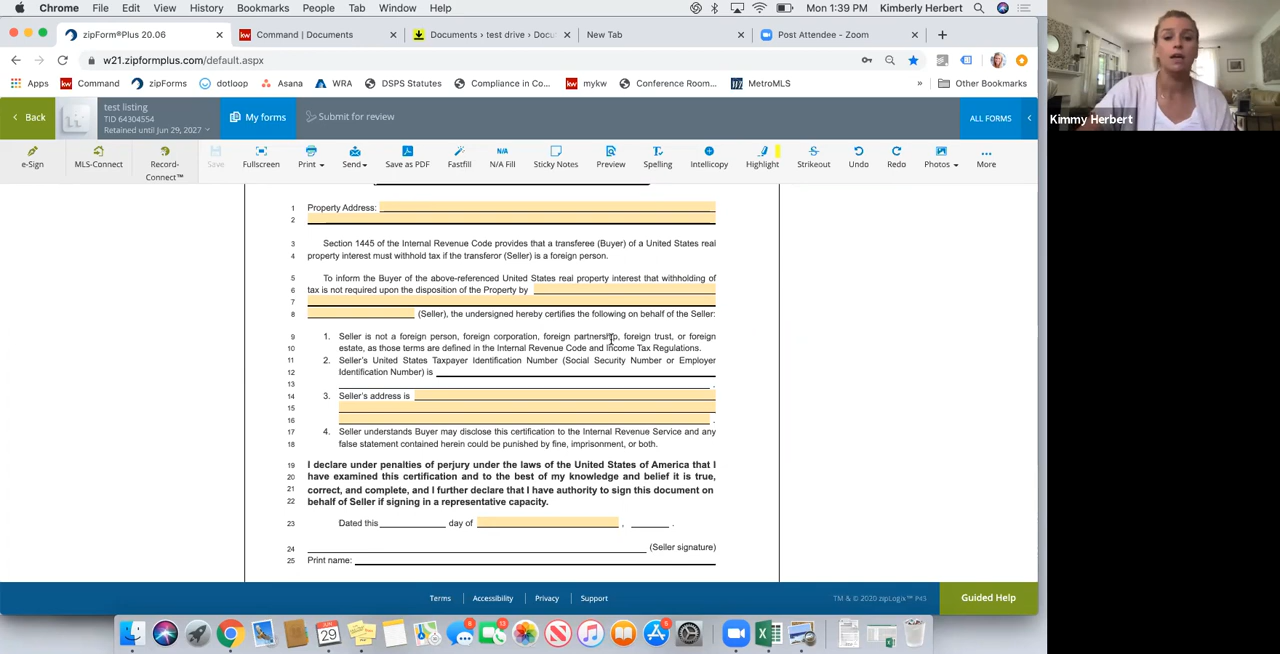 Chrome File Edit View History Bookmarks People Tab Window Help Mon 1:39 PM Kimberly Herbert
zipForm®Plus 20.06 Command | Documents Documents › test drive › Docu New Tab Post Attendee - Zoom
w21.zipformplus.com/default.aspx
Apps Command zipForms dotloop Asana WRA DSPS Statutes Compliance in Co... mykw Conference Room... MetroMLS » Other Bookmarks
Kimmy Herbert
Back test listing
TID 64304554
Retained until Jun 29, 2027
My forms Submit for review ALL FORMS
e-Sign MLS-Connect Record-Connect™ Save Fullscreen Print Send Save as PDF Fastfill N/A N/A Fill Sticky Notes Preview Spelling Intellicopy Highlight Strikeout Undo Redo Photos More
1 Property Address:
2
3 Section 1445 of the Internal Revenue Code provides that a transferee (Buyer) of a United States real
4 property interest must withhold tax if the transferor (Seller) is a foreign person.
5 To inform the Buyer of the above-referenced United States real property interest that withholding of
6 tax is not required upon the disposition of the Property by
7
8 (Seller), the undersigned hereby certifies the following on behalf of the Seller:
9 1. Seller is not a foreign person, foreign corporation, foreign partnership, foreign trust, or foreign
10 estate, as those terms are defined in the Internal Revenue Code and Income Tax Regulations.
11 2. Seller's United States Taxpayer Identification Number (Social Security Number or Employer
12 Identification Number) is
13 .
14 3. Seller's address is
15
16 .
17 4. Seller understands Buyer may disclose this certification to the Internal Revenue Service and any
18 false statement contained herein could be punished by fine, imprisonment, or both.
19 I declare under penalties of perjury under the laws of the United States of America that I
20 have examined this certification and to the best of my knowledge and belief it is true,
21 correct, and complete, and I further declare that I have authority to sign this document on
22 behalf of Seller if signing in a representative capacity.
23 Dated this day of , .
24 (Seller signature)
25 Print name:
Terms Accessibility Privacy Support TM & © 2020 zipLogix™ P43 Guided Help